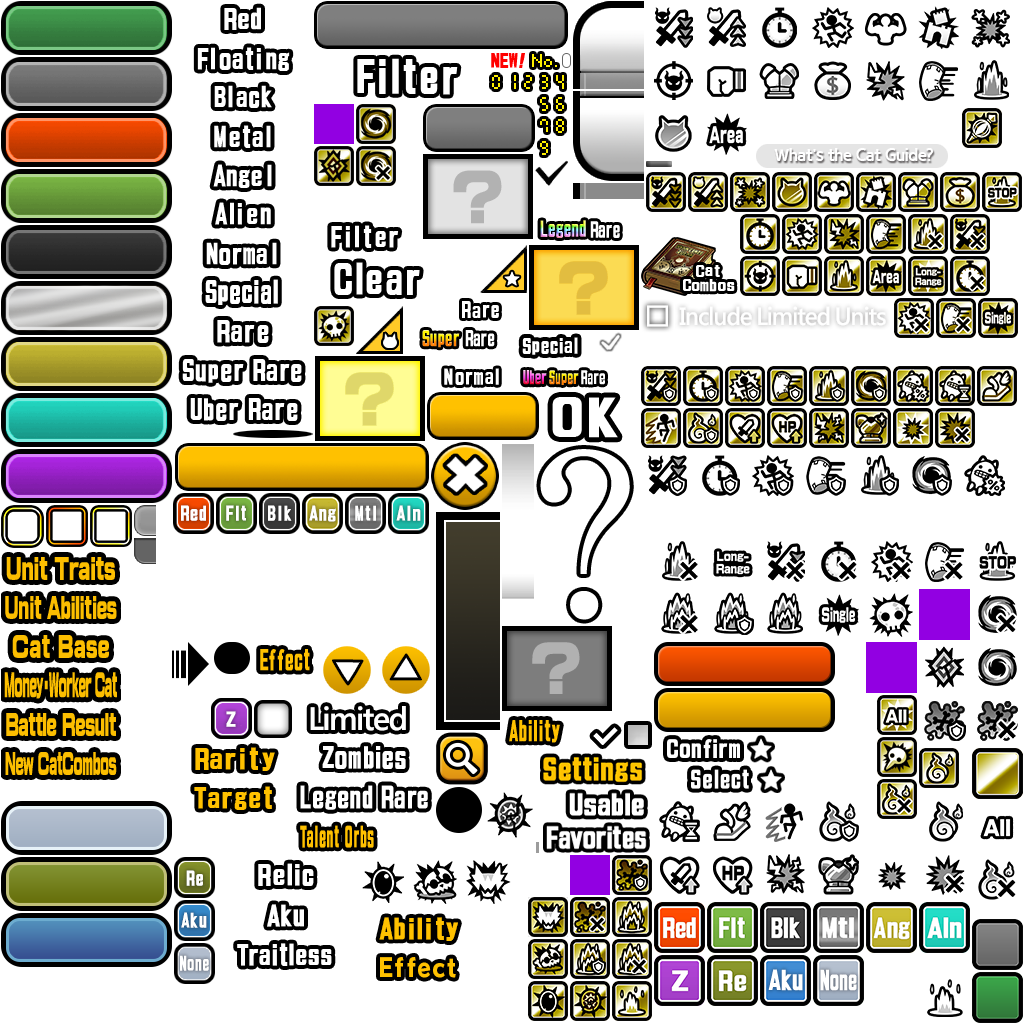 Red
Floating
Black
Metal
Angel
Alien
Normal
Special
Rare
Super Rare
Uber Rare
Filter
NEW! No.0
0 1 2 3 4
5 6
7 8
9
?
Legend Rare
Filter
Clear
?
Rare
Super Rare
Special
?
Normal
Uber Super Rare
OK
Red
Flt
Blk
Ang
Mtl
Aln
?
Unit Traits
Unit Abilities
Cat Base
Money·Worker Cat
Battle Result
New CatCombos
Effect
?
Z
Limited
Rarity
Zombies
Target
Legend Rare
Talent Orbs
Ability
Settings
Usable
Favorites
Re
Aku
None
Relic
Aku
Traitless
Ability
Effect
$
Area
What's the Cat Guide?
$
STOP
Cat
Combos
Area
Long-
Range
Include Limited Units
Single
%
HP
%
Long-
Range
STOP
Single
All
Confirm
Select
All
HP
Red
Flt
Blk
Mtl
Ang
Aln
Z
Re
Aku
None